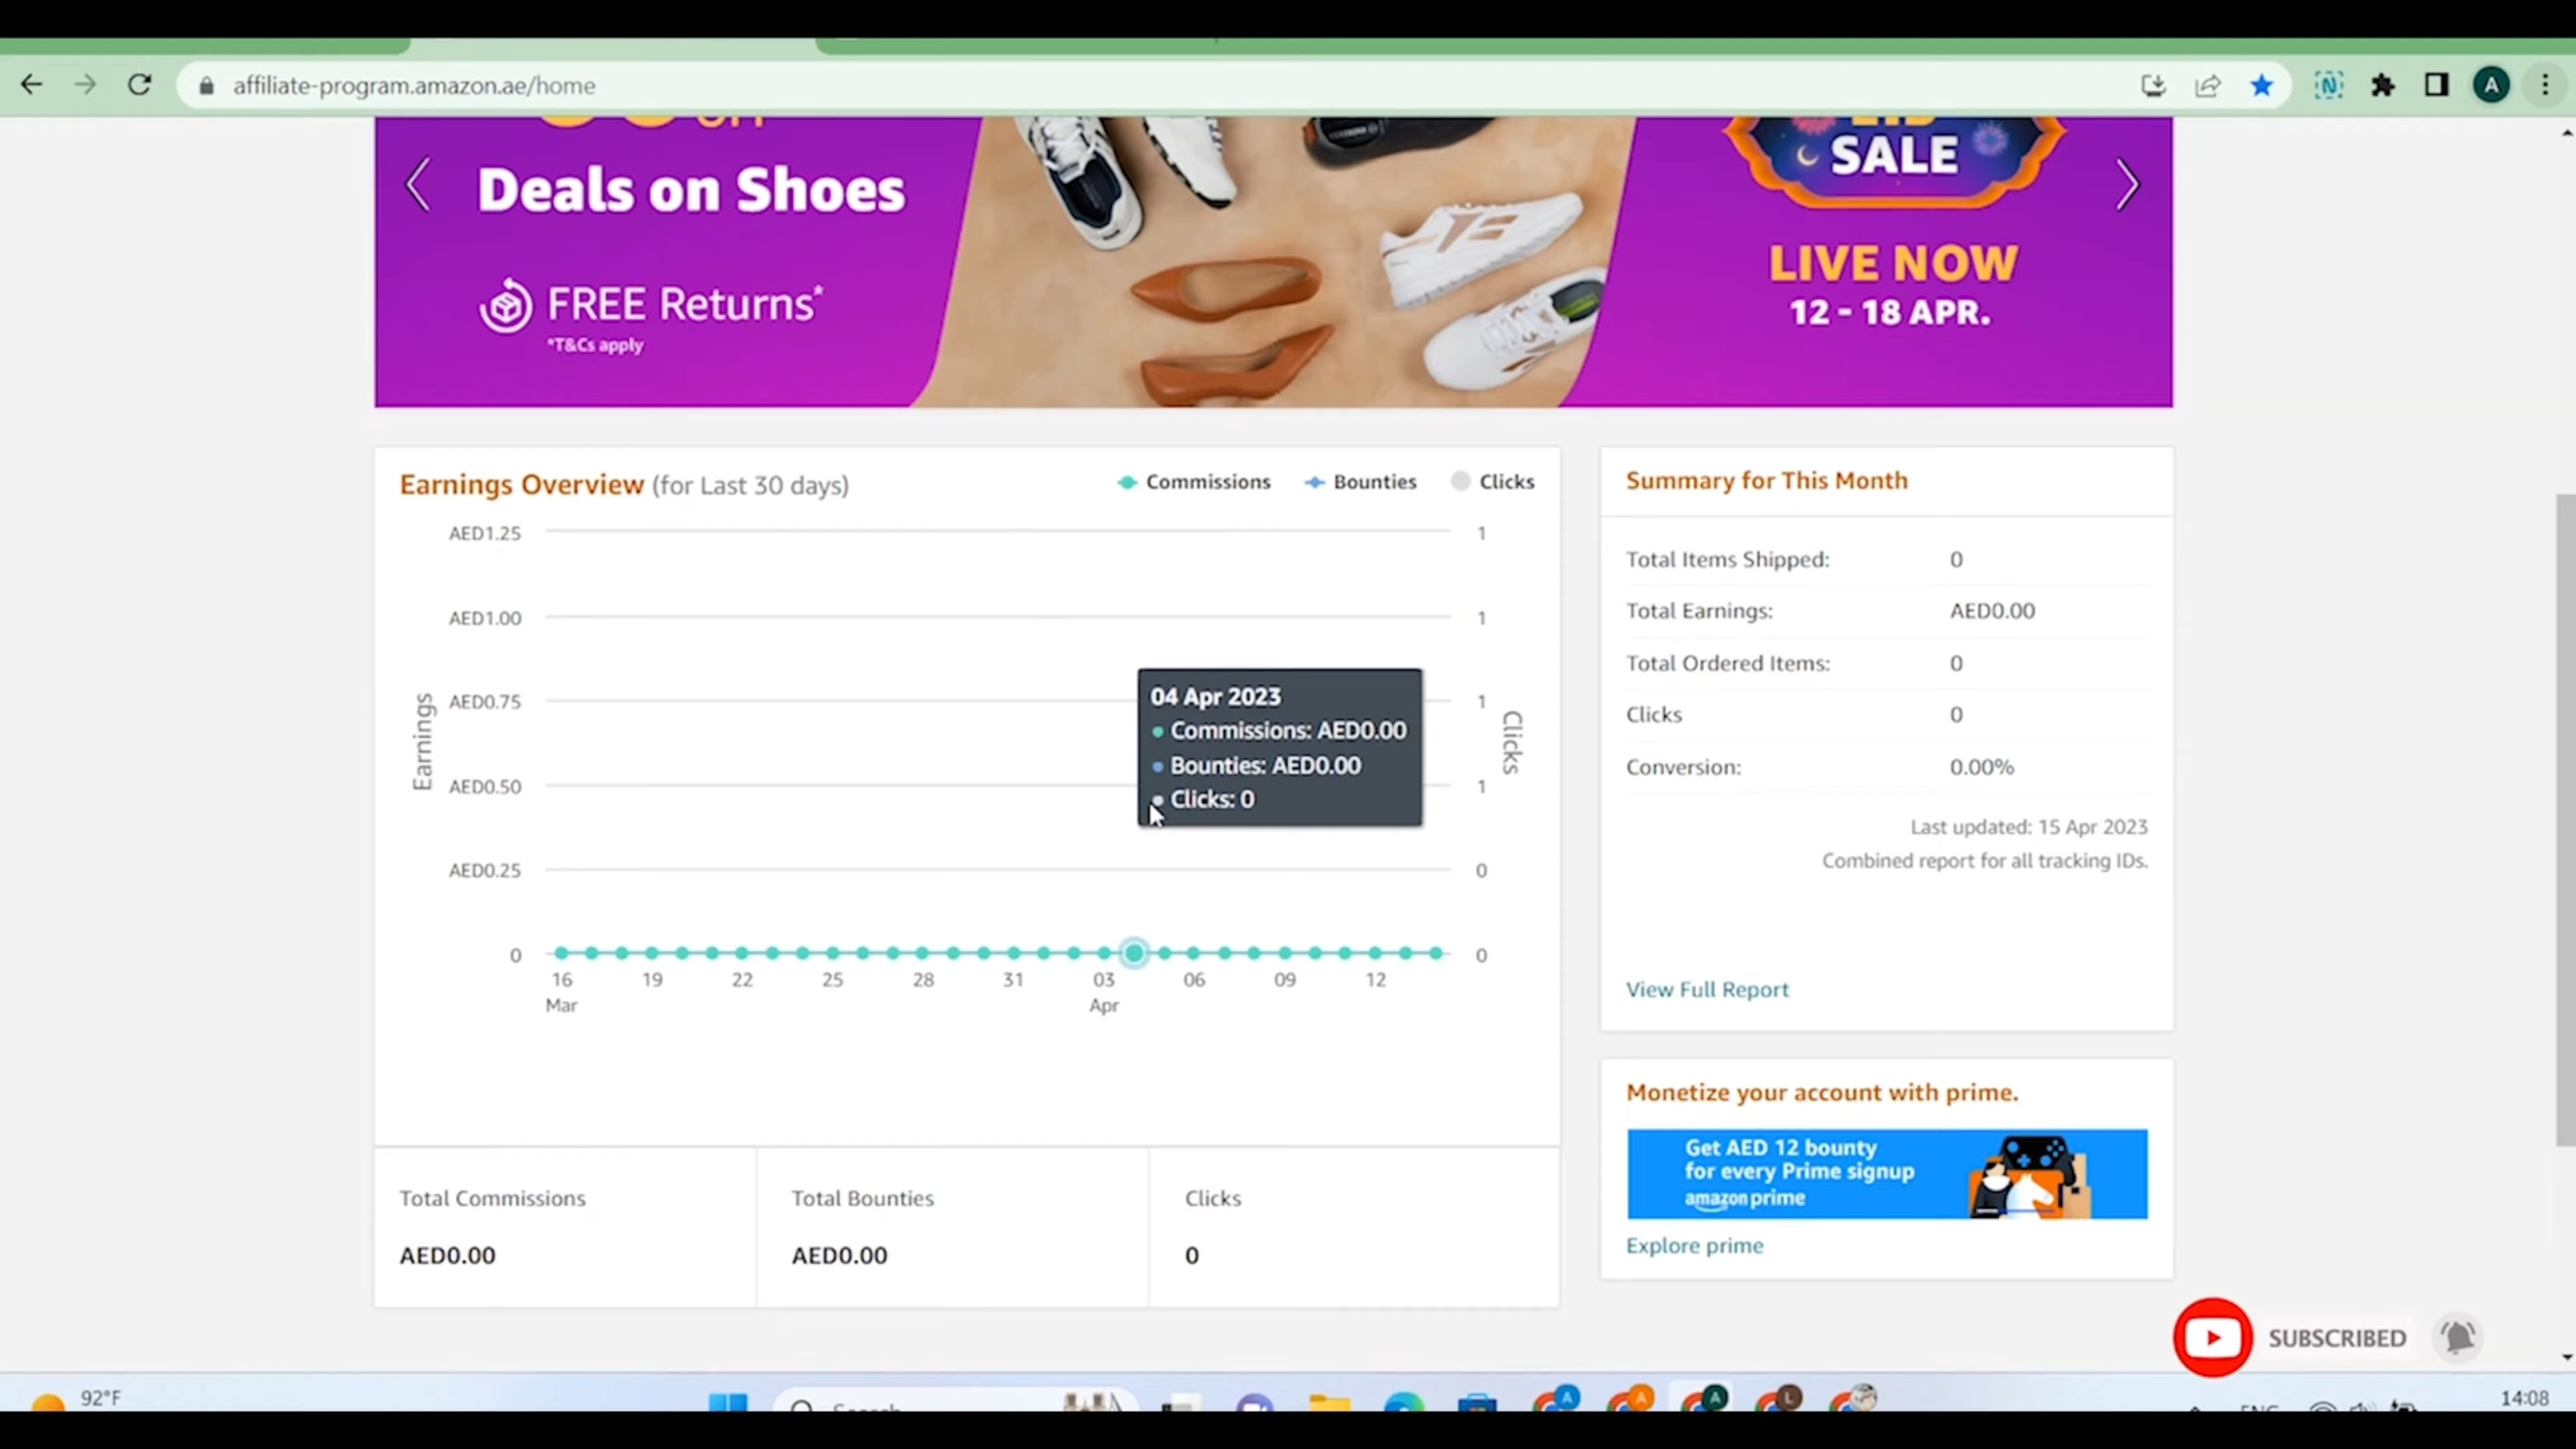 affiliate-program.amazon.ae/home
OFF
Deals on Shoes
FREE Returns*
*T&Cs apply
SALE
LIVE NOW
12 - 18 APR.
Earnings Overview (for Last 30 days)
Commissions Bounties Clicks
AED1.25 1
AED1.00 1
AED0.75 1
AED0.50 1
AED0.25 0
0 0
Earnings
Clicks
04 Apr 2023
Commissions: AED0.00
Bounties: AED0.00
Clicks: 0
16 19 22 25 28 31 03 06 09 12
Mar Apr
Total Commissions
AED0.00
Total Bounties
AED0.00
Clicks
0
Summary for This Month
Total Items Shipped: 0
Total Earnings: AED0.00
Total Ordered Items: 0
Clicks 0
Conversion: 0.00%
Last updated: 15 Apr 2023
Combined report for all tracking IDs.
View Full Report
Monetize your account with prime.
Get AED 12 bounty
for every Prime signup
amazon prime
Explore prime
SUBSCRIBED
92°F
14:08